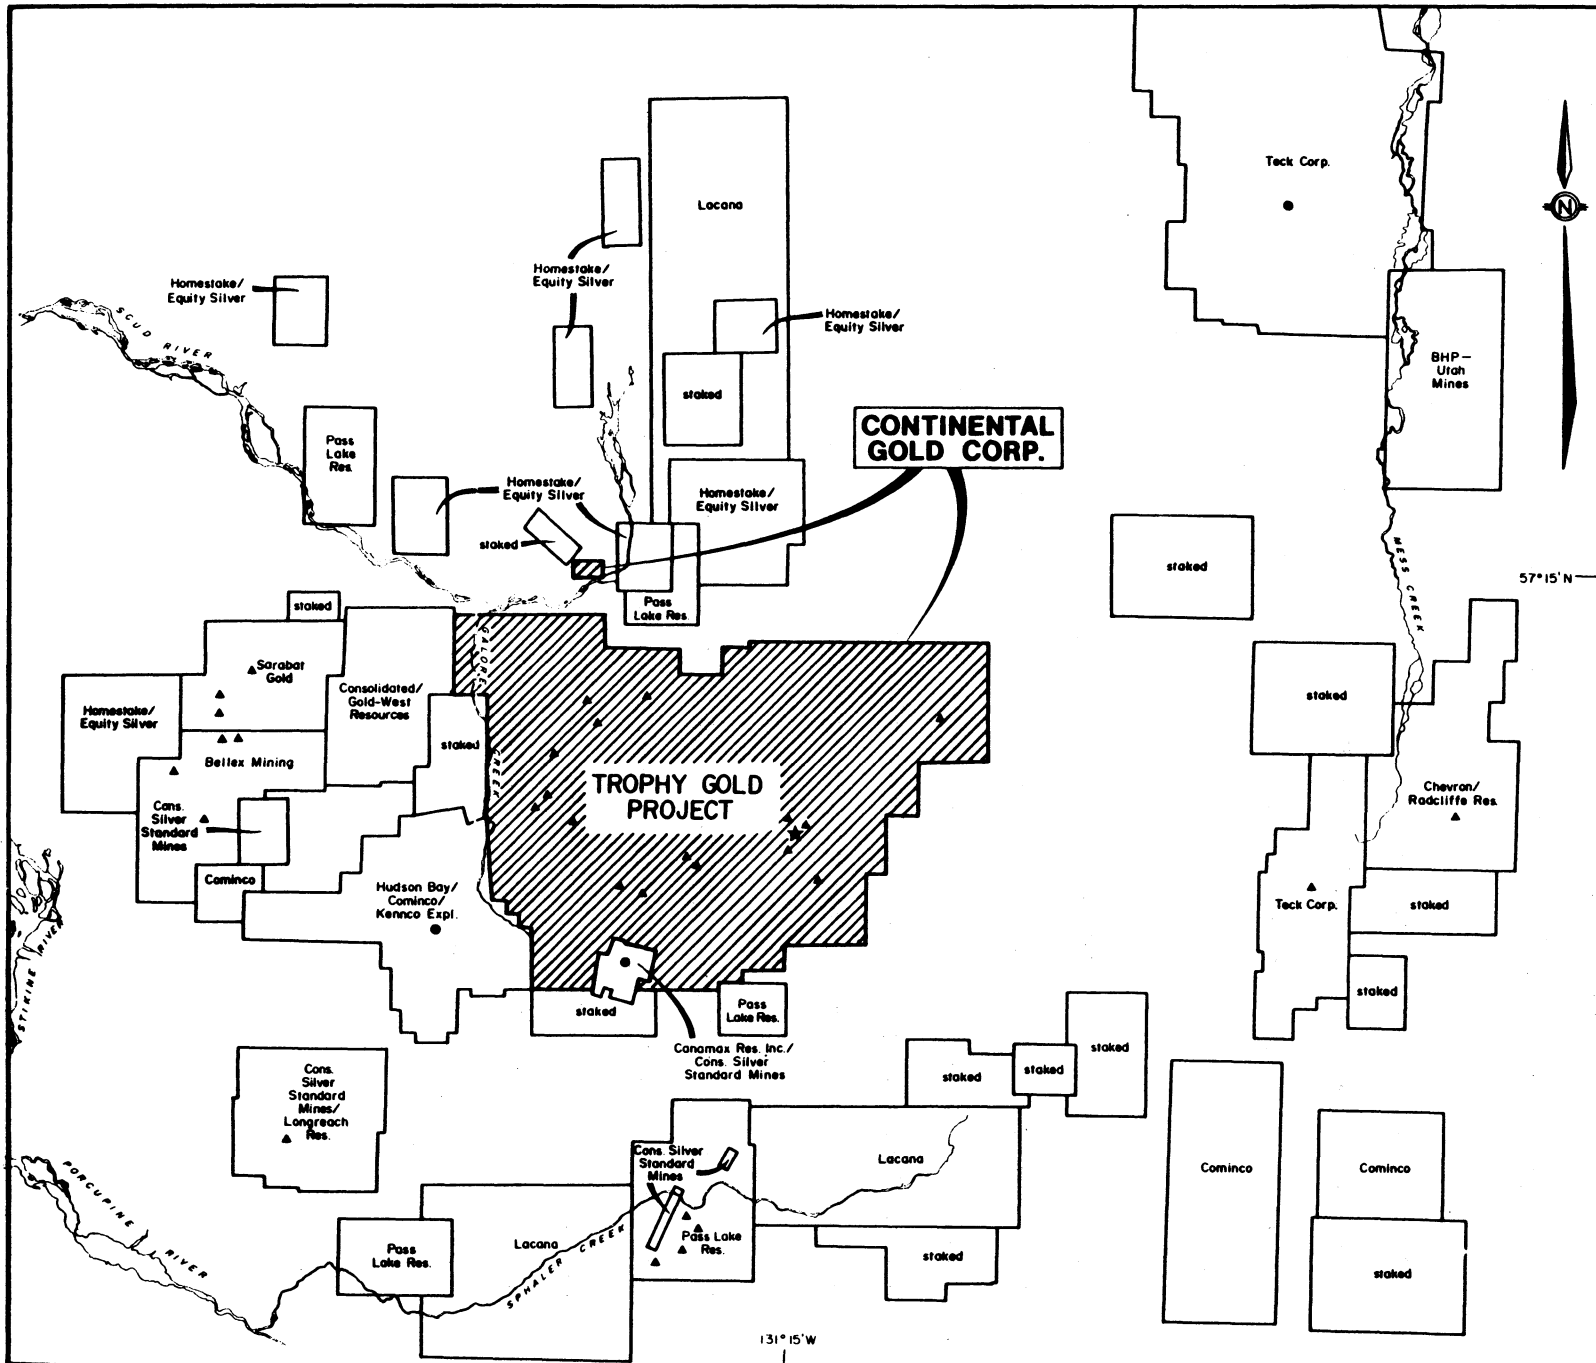 Teck Corp.
N
Lacana
Homestake/
Equity Silver
Homestake/
Equity Silver
SCUD RIVER
Homestake/
Equity Silver
BHP –
Utah
Mines
staked
CONTINENTAL
GOLD CORP.
Pass
Lake
Res.
Homestake/
Equity Silver
Homestake/
Equity Silver
staked
MESS CREEK
staked
57°15'N
Pass
Lake Res.
staked
GALORE CREEK
Sarabat
Gold
Consolidated/
Gold-West
Resources
Homestake/
Equity Silver
staked
staked
Bellex Mining
TROPHY GOLD
PROJECT
Chevron/
Radcliffe Res.
Cons.
Silver
Standard
Mines
Cominco
Hudson Bay/
Cominco/
Kennco Expl.
Teck Corp.
staked
STIKINE RIVER
staked
staked
Pass
Lake Res.
Canamax Res. Inc./
Cons. Silver
Standard Mines
staked
staked
staked
Cons.
Silver
Standard
Mines/
Longreach
Res.
Cons. Silver
Standard
Mines
Lacana
Cominco
Cominco
PORCUPINE RIVER
Pass
Lake Res.
Lacana
SPHALER CREEK
Pass Lake
Res.
staked
staked
131°15'W